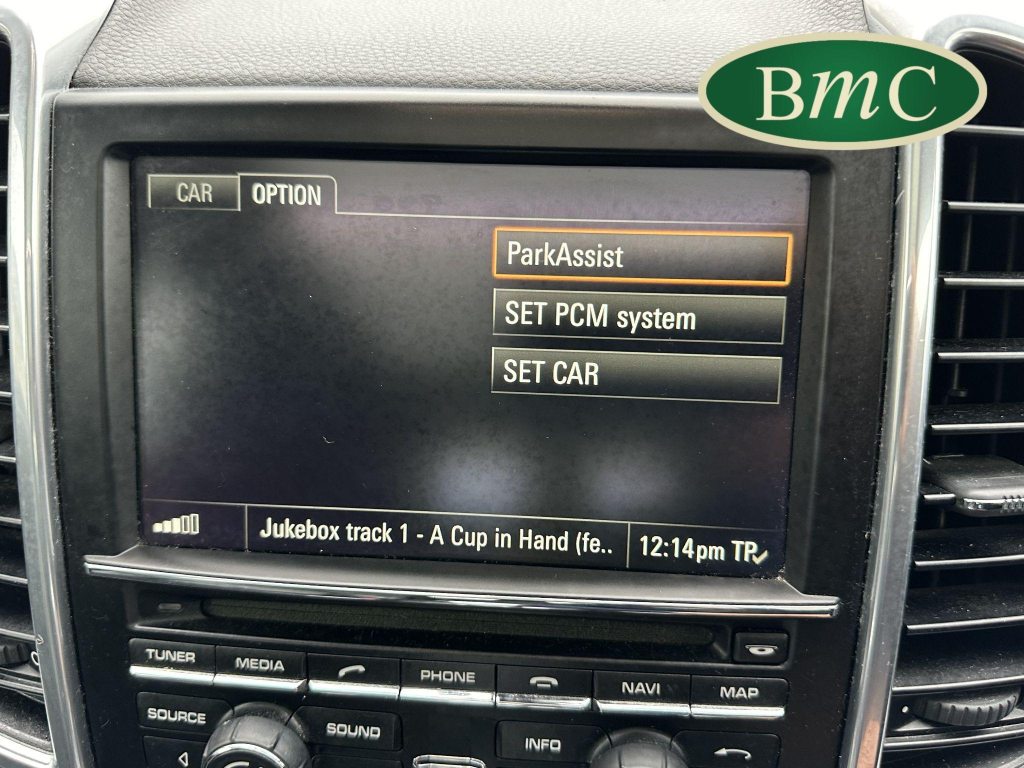 BmC
CAR OPTION
ParkAssist
SET PCM system
SET CAR
Jukebox track 1 - A Cup in Hand (fe.. 12:14pm TP
TUNER MEDIA PHONE NAVI MAP
SOURCE SOUND INFO